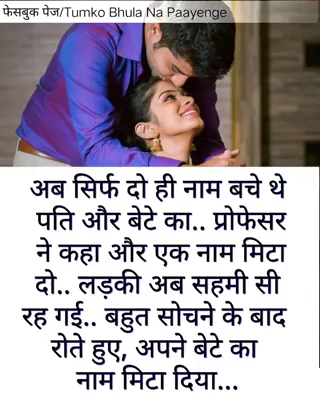 फेसबुक पेज/Tumko Bhula Na Paayenge
अब सिर्फ दो ही नाम बचे थे
पति और बेटे का.. प्रोफेसर
ने कहा और एक नाम मिटा
दो.. लड़की अब सहमी सी
रह गई.. बहुत सोचने के बाद
रोते हुए, अपने बेटे का
नाम मिटा दिया...